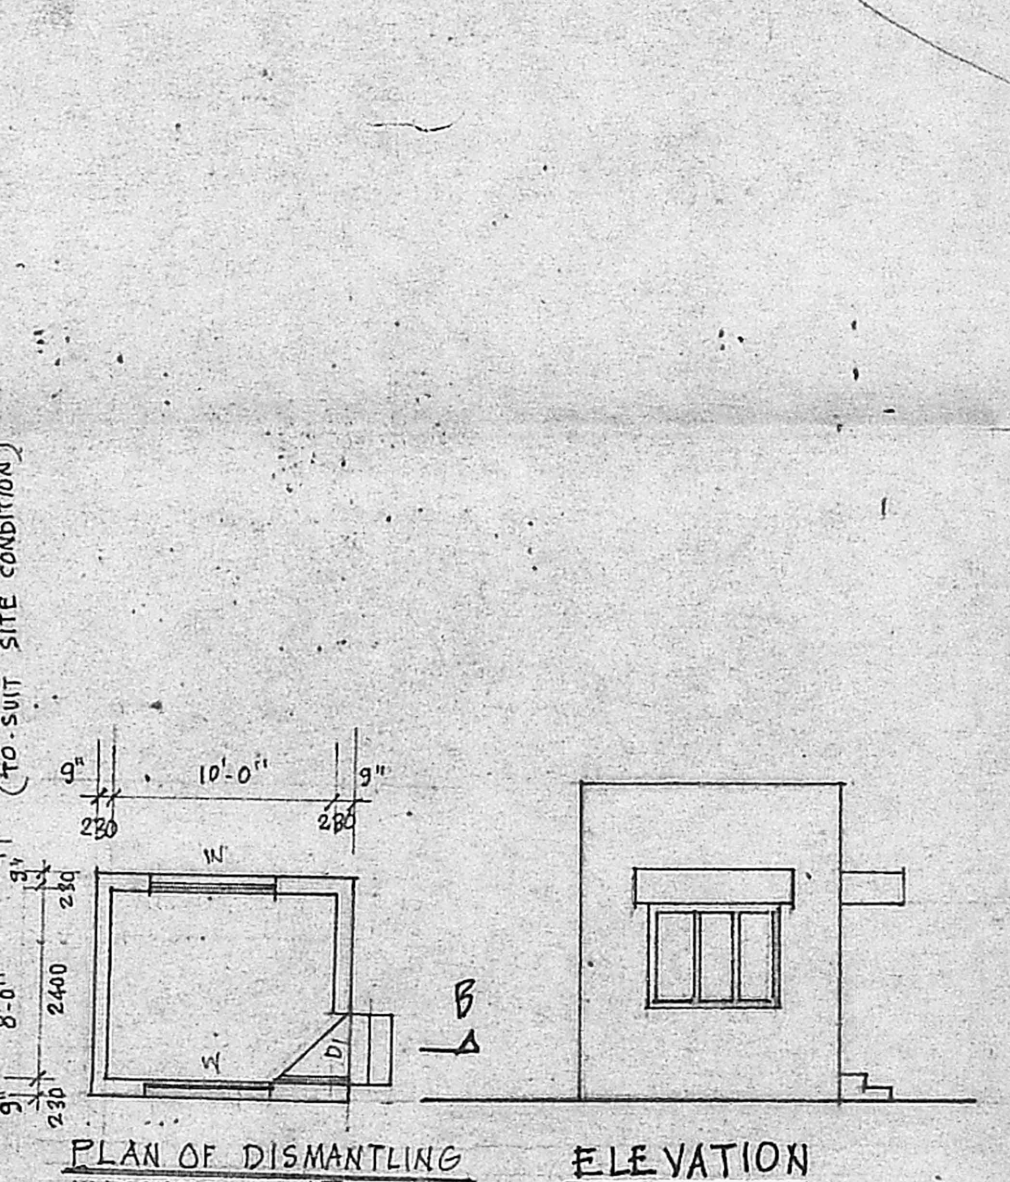 (TO-SUIT SITE CONDITION)
9" 10'-0" 9"
230 230
W
9" 230
8'-0" 2400
B
W D1
9" 230
PLAN OF DISMANTLING
ELEVATION